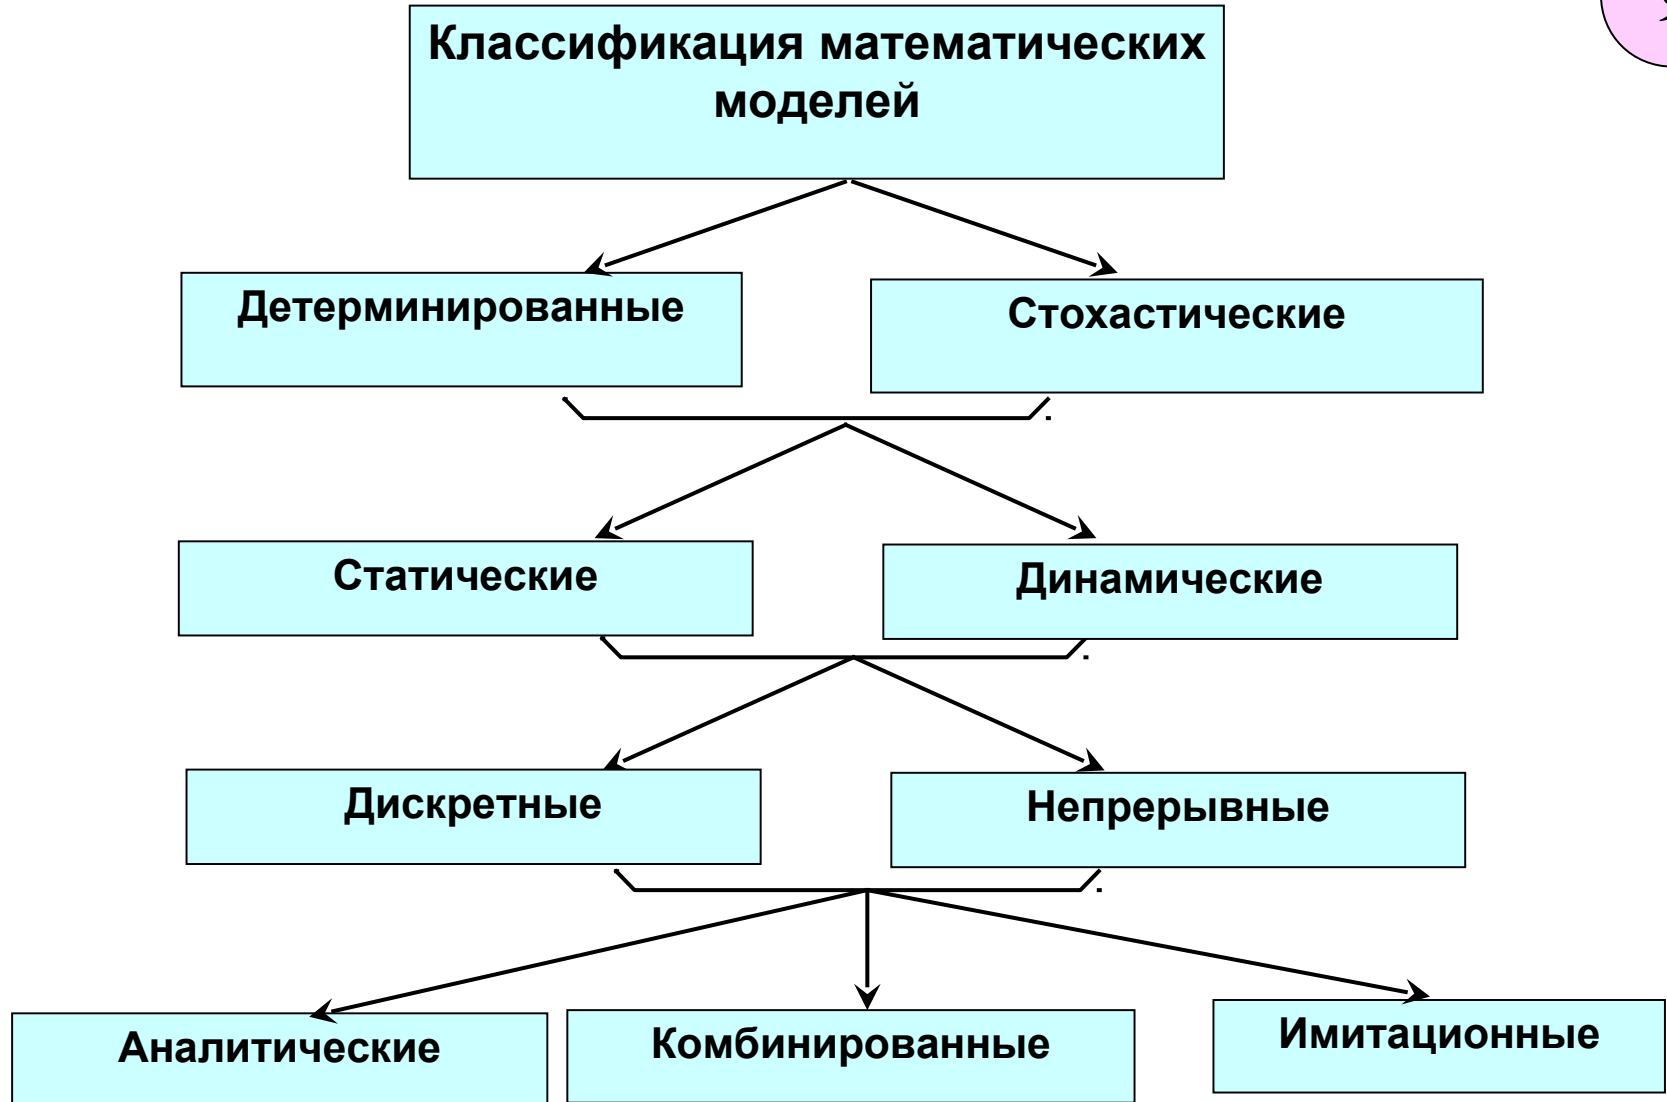 Классификация математических
моделей
Детерминированные
Стохастические
Статические
Динамические
Дискретные
Непрерывные
Аналитические
Комбинированные
Имитационные